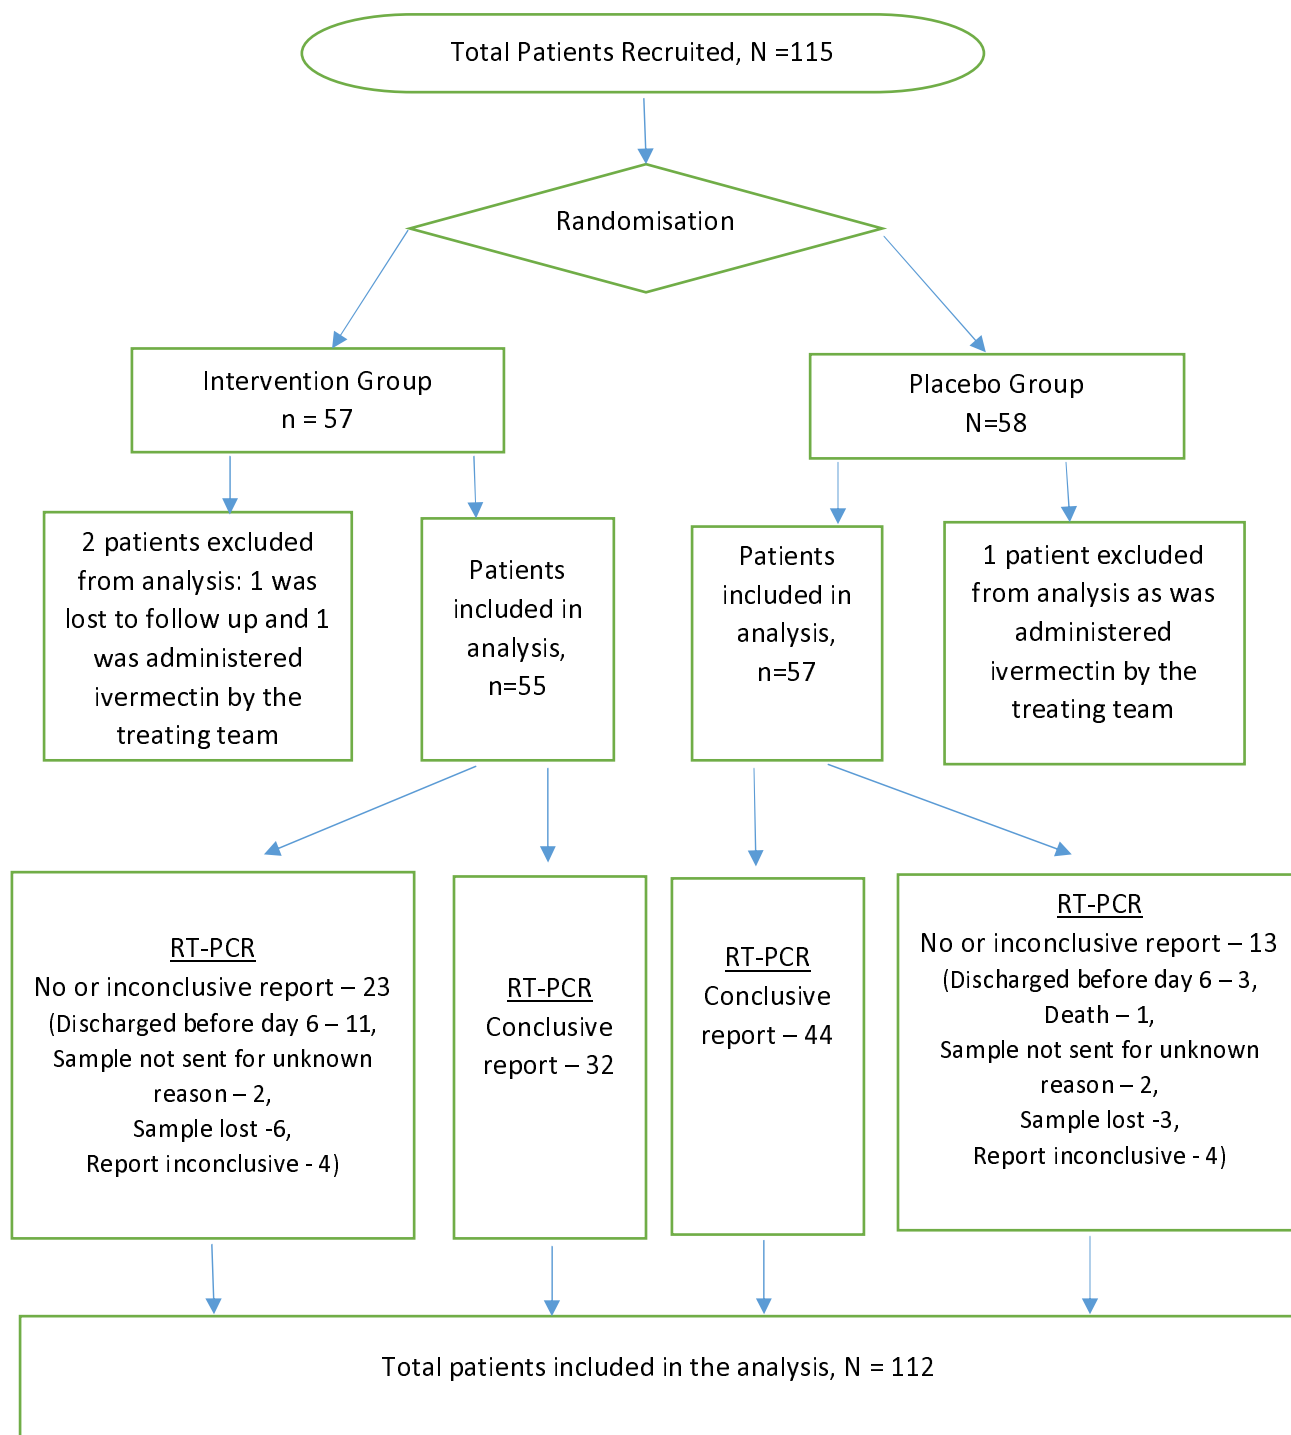 Total Patients Recruited, N =115
Randomisation
Intervention Group
n = 57
Placebo Group
N=58
2 patients excluded
from analysis: 1 was
lost to follow up and 1
was administered
ivermectin by the
treating team
Patients
included in
analysis,
n=55
Patients
included in
analysis,
n=57
1 patient excluded
from analysis as was
administered
ivermectin by the
treating team
RT-PCR
No or inconclusive report – 23
(Discharged before day 6 – 11,
Sample not sent for unknown
reason – 2,
Sample lost -6,
Report inconclusive - 4)
RT-PCR
Conclusive
report – 32
RT-PCR
Conclusive
report – 44
RT-PCR
No or inconclusive report – 13
(Discharged before day 6 – 3,
Death – 1,
Sample not sent for unknown
reason – 2,
Sample lost -3,
Report inconclusive - 4)
Total patients included in the analysis, N = 112